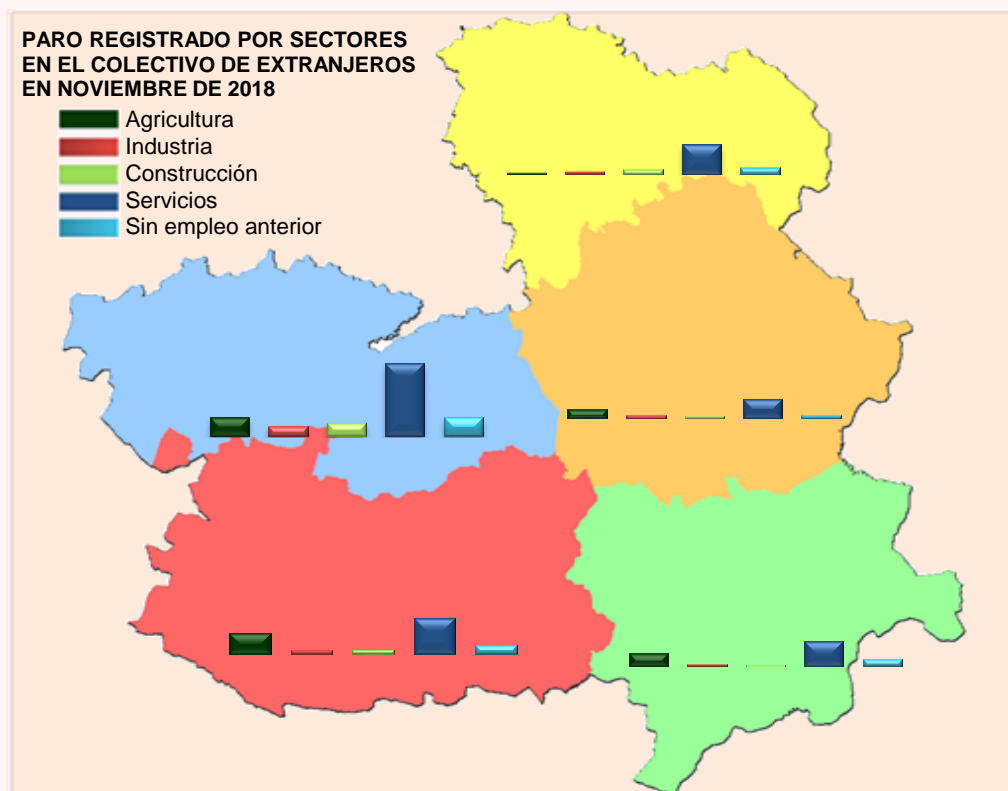 PARO REGISTRADO POR SECTORES
EN EL COLECTIVO DE EXTRANJEROS
EN NOVIEMBRE DE 2018
Agricultura
Industria
Construcción
Servicios
Sin empleo anterior